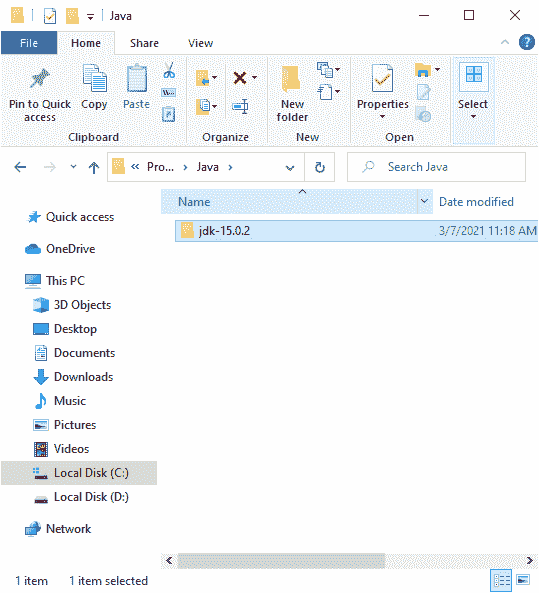 Java
File Home Share View
Pin to Quick access
Copy
Paste
New folder
Properties
Select
Clipboard Organize New Open
« Pro... › Java ›
Search Java
Name Date modified
jdk-15.0.2 3/7/2021 11:18 AM
Quick access
OneDrive
This PC
3D Objects
Desktop
Documents
Downloads
Music
Pictures
Videos
Local Disk (C:)
Local Disk (D:)
Network
1 item 1 item selected